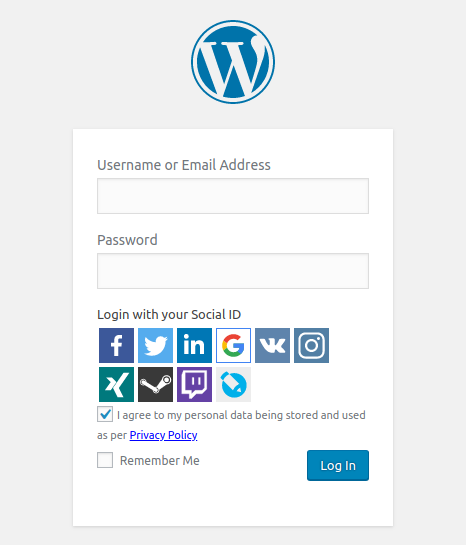 Username or Email Address
Password
Login with your Social ID
I agree to my personal data being stored and used
as per Privacy Policy
Remember Me
Log In